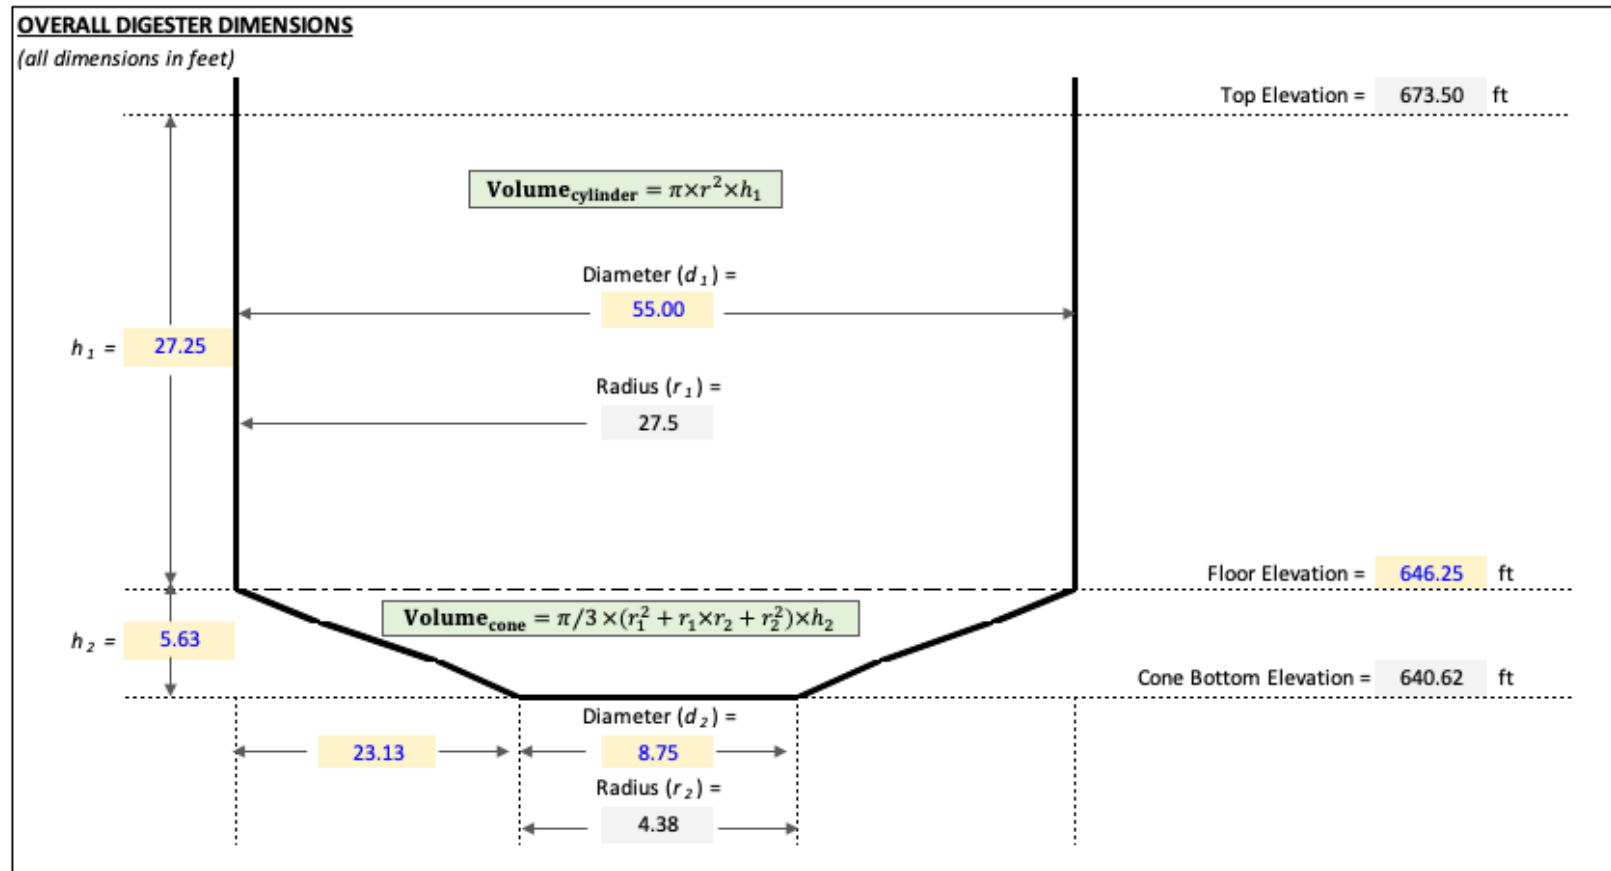 OVERALL DIGESTER DIMENSIONS
(all dimensions in feet)
Top Elevation = 673.50 ft
Volume_cylinder = π×r²×h₁
Diameter (d₁) =
55.00
h₁ = 27.25
Radius (r₁) =
27.5
Floor Elevation = 646.25 ft
Volume_cone = π/3 ×(r₁² + r₁×r₂ + r₂²)×h₂
h₂ = 5.63
Cone Bottom Elevation = 640.62 ft
Diameter (d₂) =
23.13 8.75
Radius (r₂) =
4.38